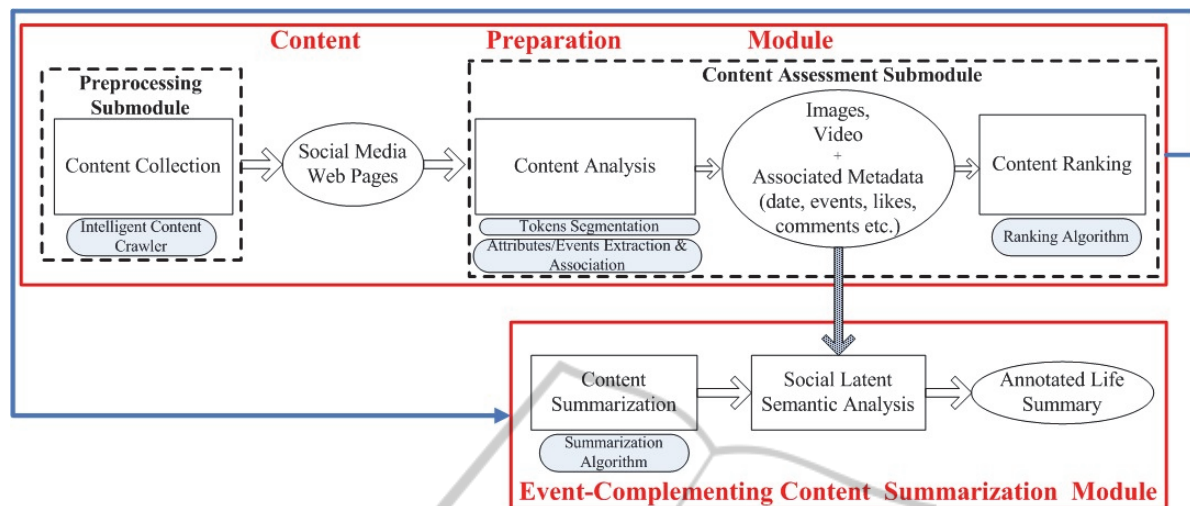 Content Preparation Module
Preprocessing
Submodule
Content Collection
Intelligent Content
Crawler
Social Media
Web Pages
Content Assessment Submodule
Content Analysis
Tokens Segmentation
Attributes/Events Extraction &
Association
Images,
Video
+
Associated Metadata
(date, events, likes,
comments etc.)
Content Ranking
Ranking Algorithm
Content
Summarization
Summarization
Algorithm
Social Latent
Semantic Analysis
Annotated Life
Summary
Event-Complementing Content Summarization Module